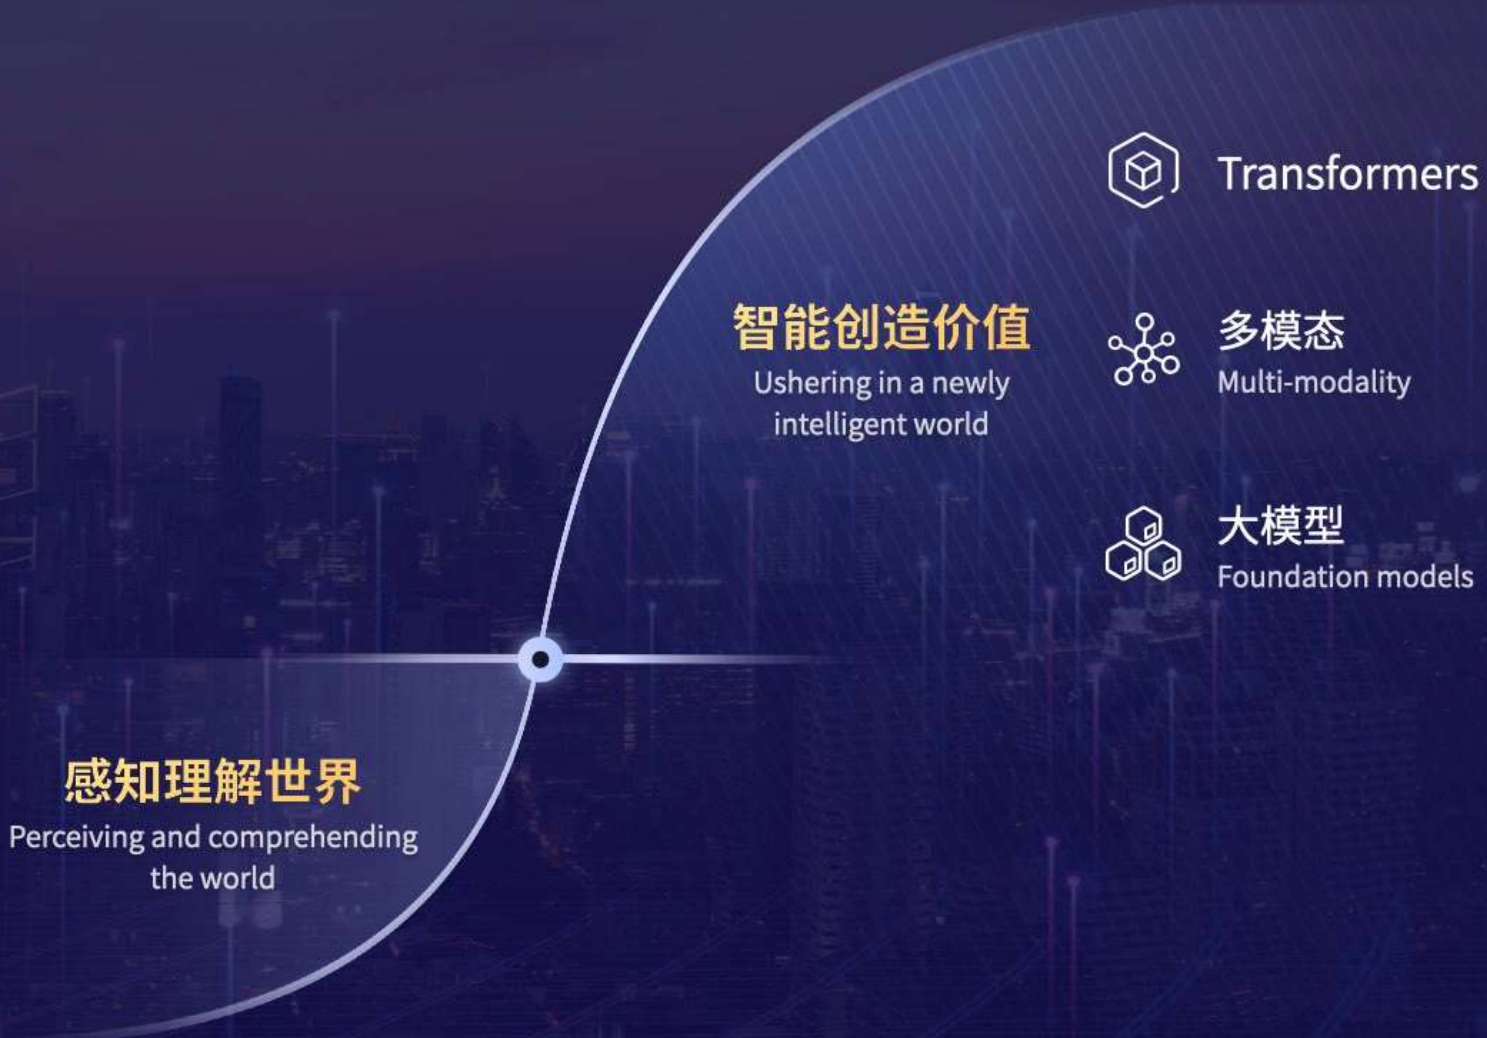 Transformers
智能创造价值
Ushering in a newly
intelligent world
多模态
Multi-modality
大模型
Foundation models
感知理解世界
Perceiving and comprehending
the world